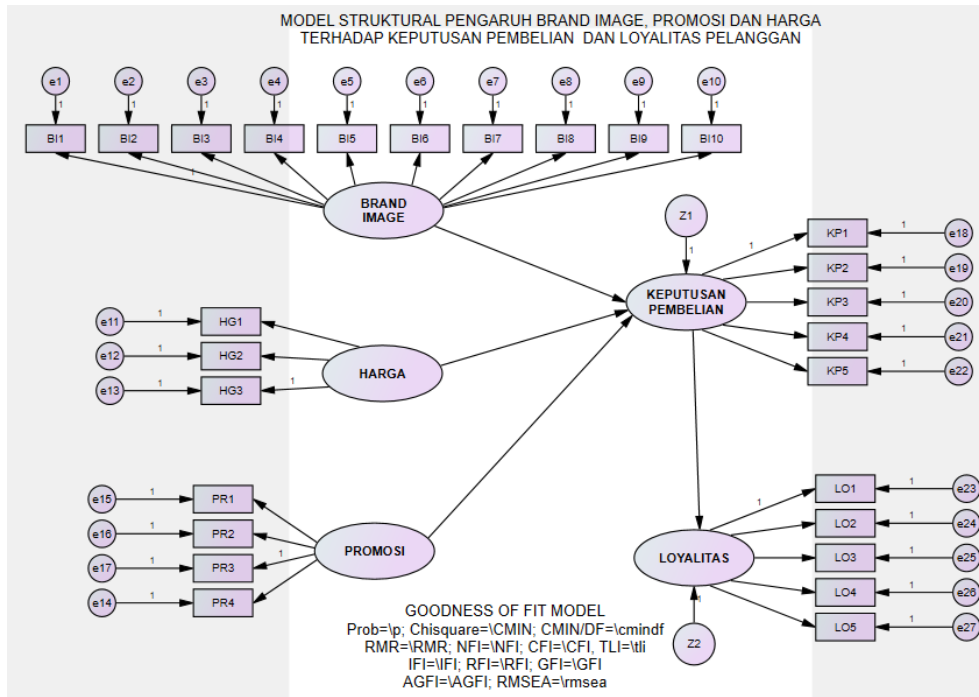 MODEL STRUKTURAL PENGARUH BRAND IMAGE, PROMOSI DAN HARGA
TERHADAP KEPUTUSAN PEMBELIAN DAN LOYALITAS PELANGGAN
e1 e2 e3 e4 e5 e6 e7 e8 e9 e10
1 1 1 1 1 1 1 1 1 1
BI1 BI2 BI3 BI4 BI5 BI6 BI7 BI8 BI9 BI10
1
BRAND
IMAGE
Z1
1
1 KP1 1 e18
KP2 1 e19
KEPUTUSAN
PEMBELIAN
KP3 1 e20
KP4 1 e21
KP5 1 e22
e11 1 HG1
e12 1 HG2
e13 1 HG3 1
HARGA
e15 1 PR1
e16 1 PR2
e17 1 PR3 1
e14 1 PR4
PROMOSI
1 LO1 1 e23
LO2 1 e24
LOYALITAS
LO3 1 e25
LO4 1 e26
LO5 1 e27
1
Z2
GOODNESS OF FIT MODEL
Prob=\p; Chisquare=\CMIN; CMIN/DF=\cmindf
RMR=\RMR; NFI=\NFI; CFI=\CFI, TLI=\tli
IFI=\IFI; RFI=\RFI; GFI=\GFI
AGFI=\AGFI; RMSEA=\rmsea